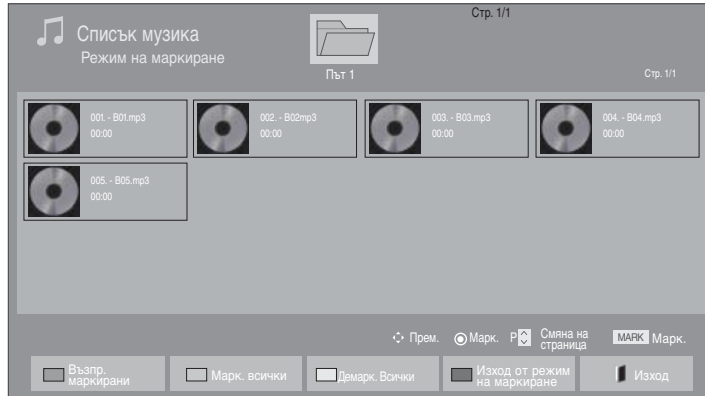 Стр. 1/1
Списък музика
Режим на маркиране
Път 1
Стр. 1/1
001. - B01.mp3
00:00
002. - B02mp3
00:00
003. - B03.mp3
00:00
004. - B04.mp3
00:00
005. - B05.mp3
00:00
Прем.
Марк.
P
Смяна на
страница
MARK Марк.
Възпр.
маркирани
Марк. всички
Демарк. Всички
Изход от режим
на маркиране
Изход